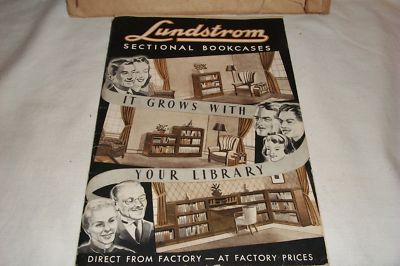 Lundstrom
SECTIONAL BOOKCASES
IT GROWS WITH
YOUR LIBRARY
DIRECT FROM FACTORY — AT FACTORY PRICES